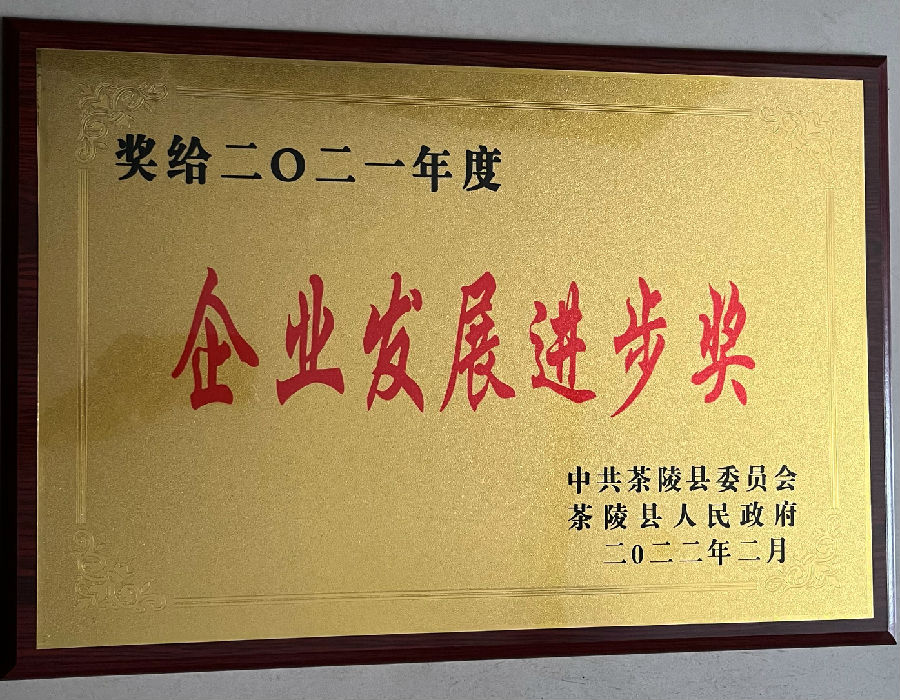 奖给二〇二一年度
企业发展进步奖
中共茶陵县委员会
茶陵县人民政府
二〇二二年二月